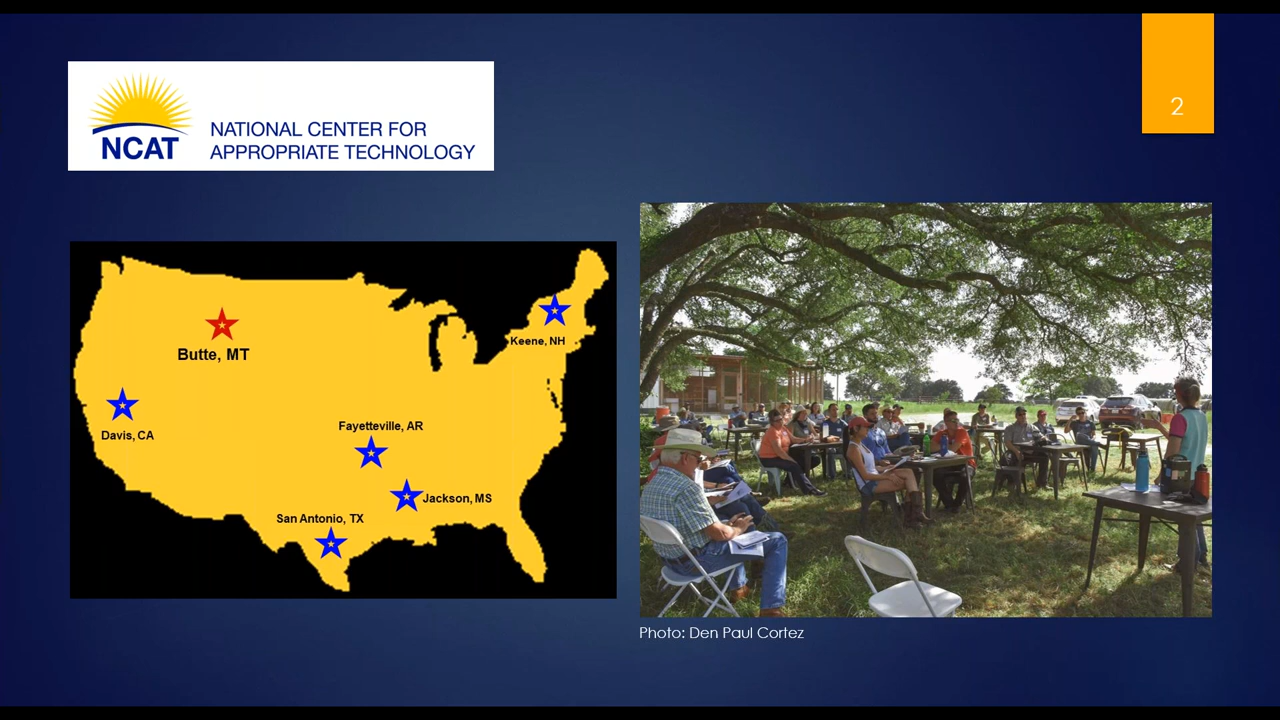 2
NCAT
NATIONAL CENTER FOR
APPROPRIATE TECHNOLOGY
Butte, MT
Keene, NH
Davis, CA
Fayetteville, AR
Jackson, MS
San Antonio, TX
Photo: Den Paul Cortez